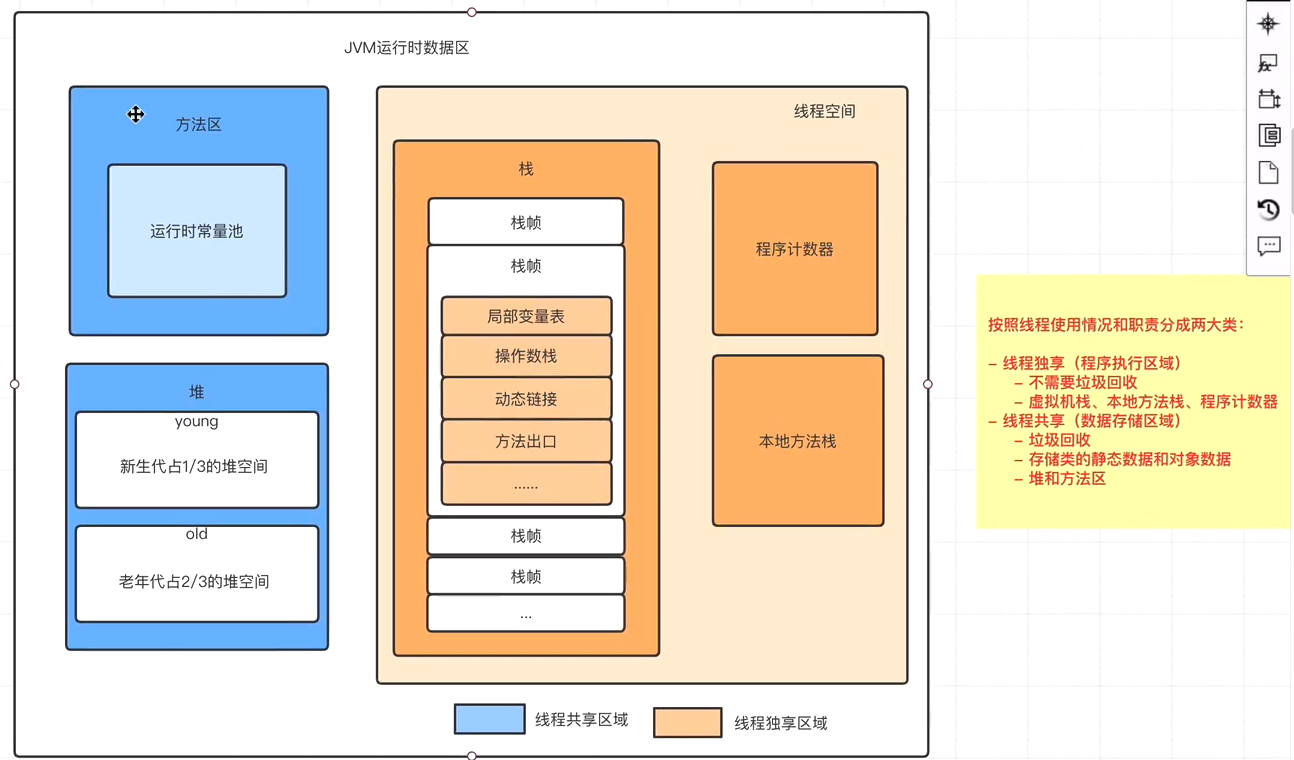 JVM运行时数据区
方法区
运行时常量池
堆
young
新生代占1/3的堆空间
old
老年代占2/3的堆空间
线程空间
栈
栈帧
栈帧
局部变量表
操作数栈
动态链接
方法出口
......
栈帧
栈帧
...
程序计数器
本地方法栈
线程共享区域
线程独享区域
按照线程使用情况和职责分成两大类：
– 线程独享（程序执行区域）
– 不需要垃圾回收
– 虚拟机栈、本地方法栈、程序计数器
– 线程共享（数据存储区域）
– 垃圾回收
– 存储类的静态数据和对象数据
– 堆和方法区